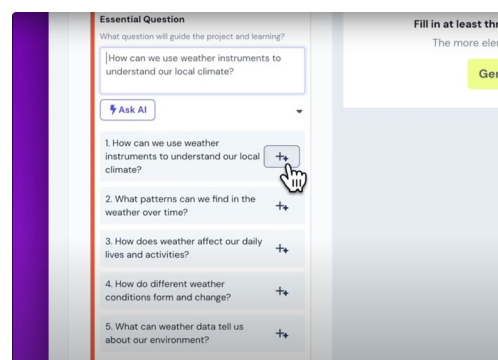 Essential Question
What question will guide the project and learning?
How can we use weather instruments to
understand our local climate?
Ask AI
1. How can we use weather
instruments to understand our local
climate?
2. What patterns can we find in the
weather over time?
3. How does weather affect our daily
lives and activities?
4. How do different weather
conditions form and change?
5. What can weather data tell us
about our environment?
Fill in at least
The more